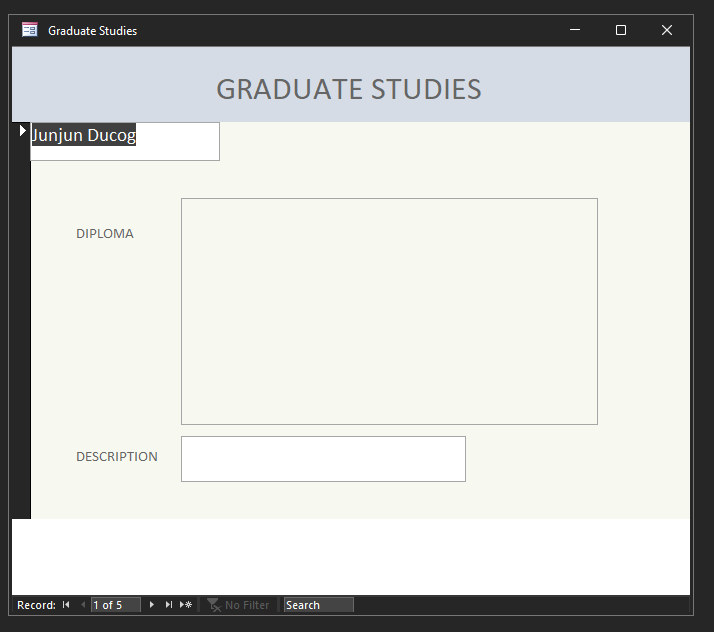 Graduate Studies
GRADUATE STUDIES
Junjun Ducog
DIPLOMA
DESCRIPTION
Record: 1 of 5 No Filter Search